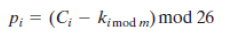 pᵢ = (Cᵢ − kᵢ mod m) mod 26